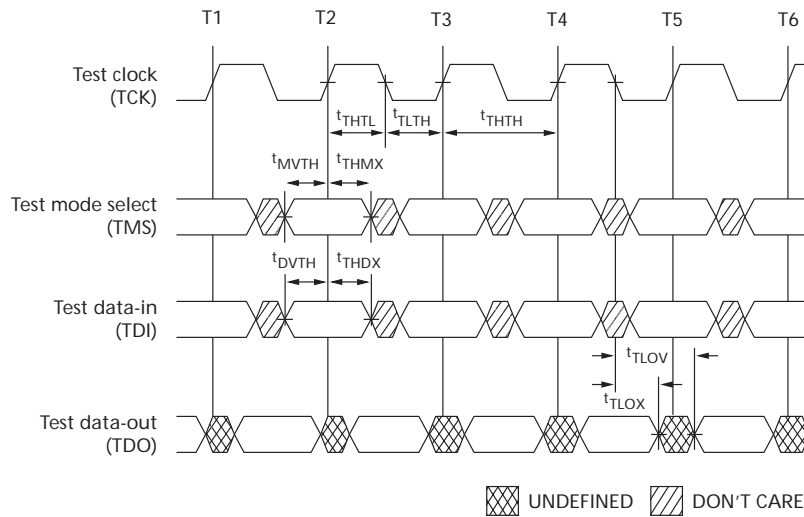 T1 T2 T3 T4 T5 T6
Test clock
(TCK)
tTHTL tTLTH tTHTH
tMVTH tTHMX
Test mode select
(TMS)
tDVTH tTHDX
Test data-in
(TDI)
tTLOV
tTLOX
Test data-out
(TDO)
UNDEFINED DON'T CARE